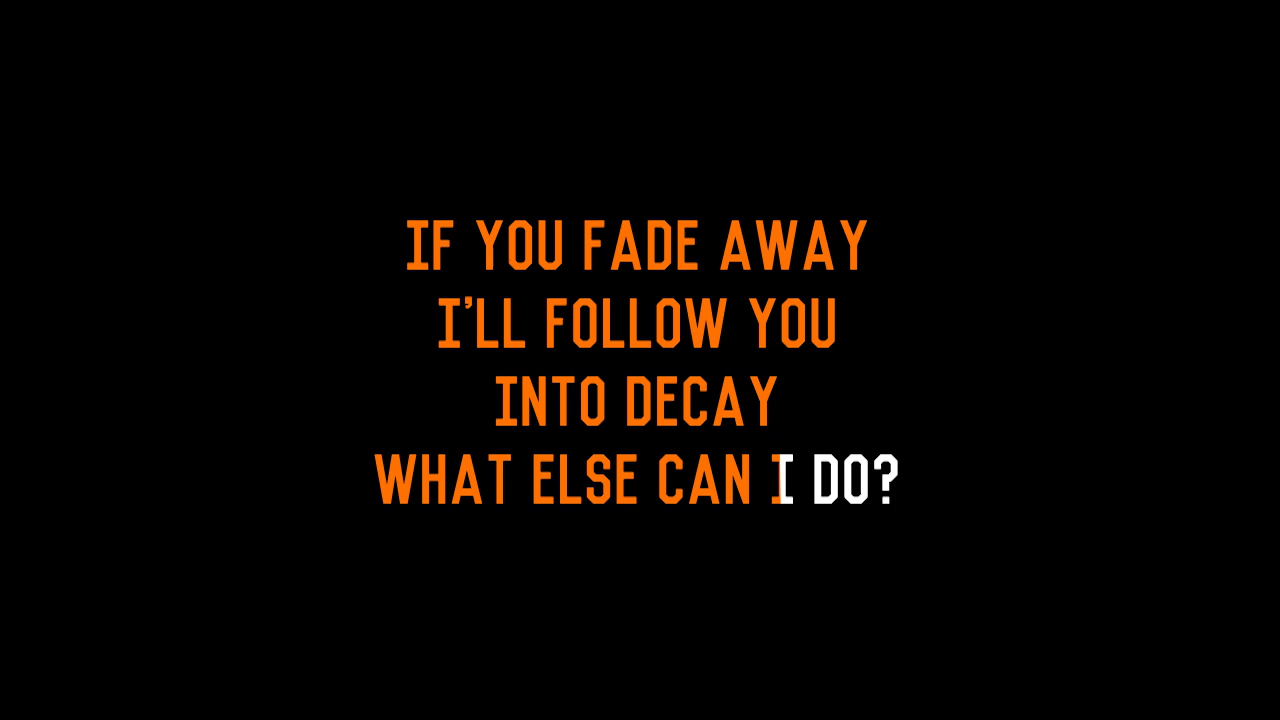 IF YOU FADE AWAY
I’LL FOLLOW YOU
INTO DECAY
WHAT ELSE CAN I DO?